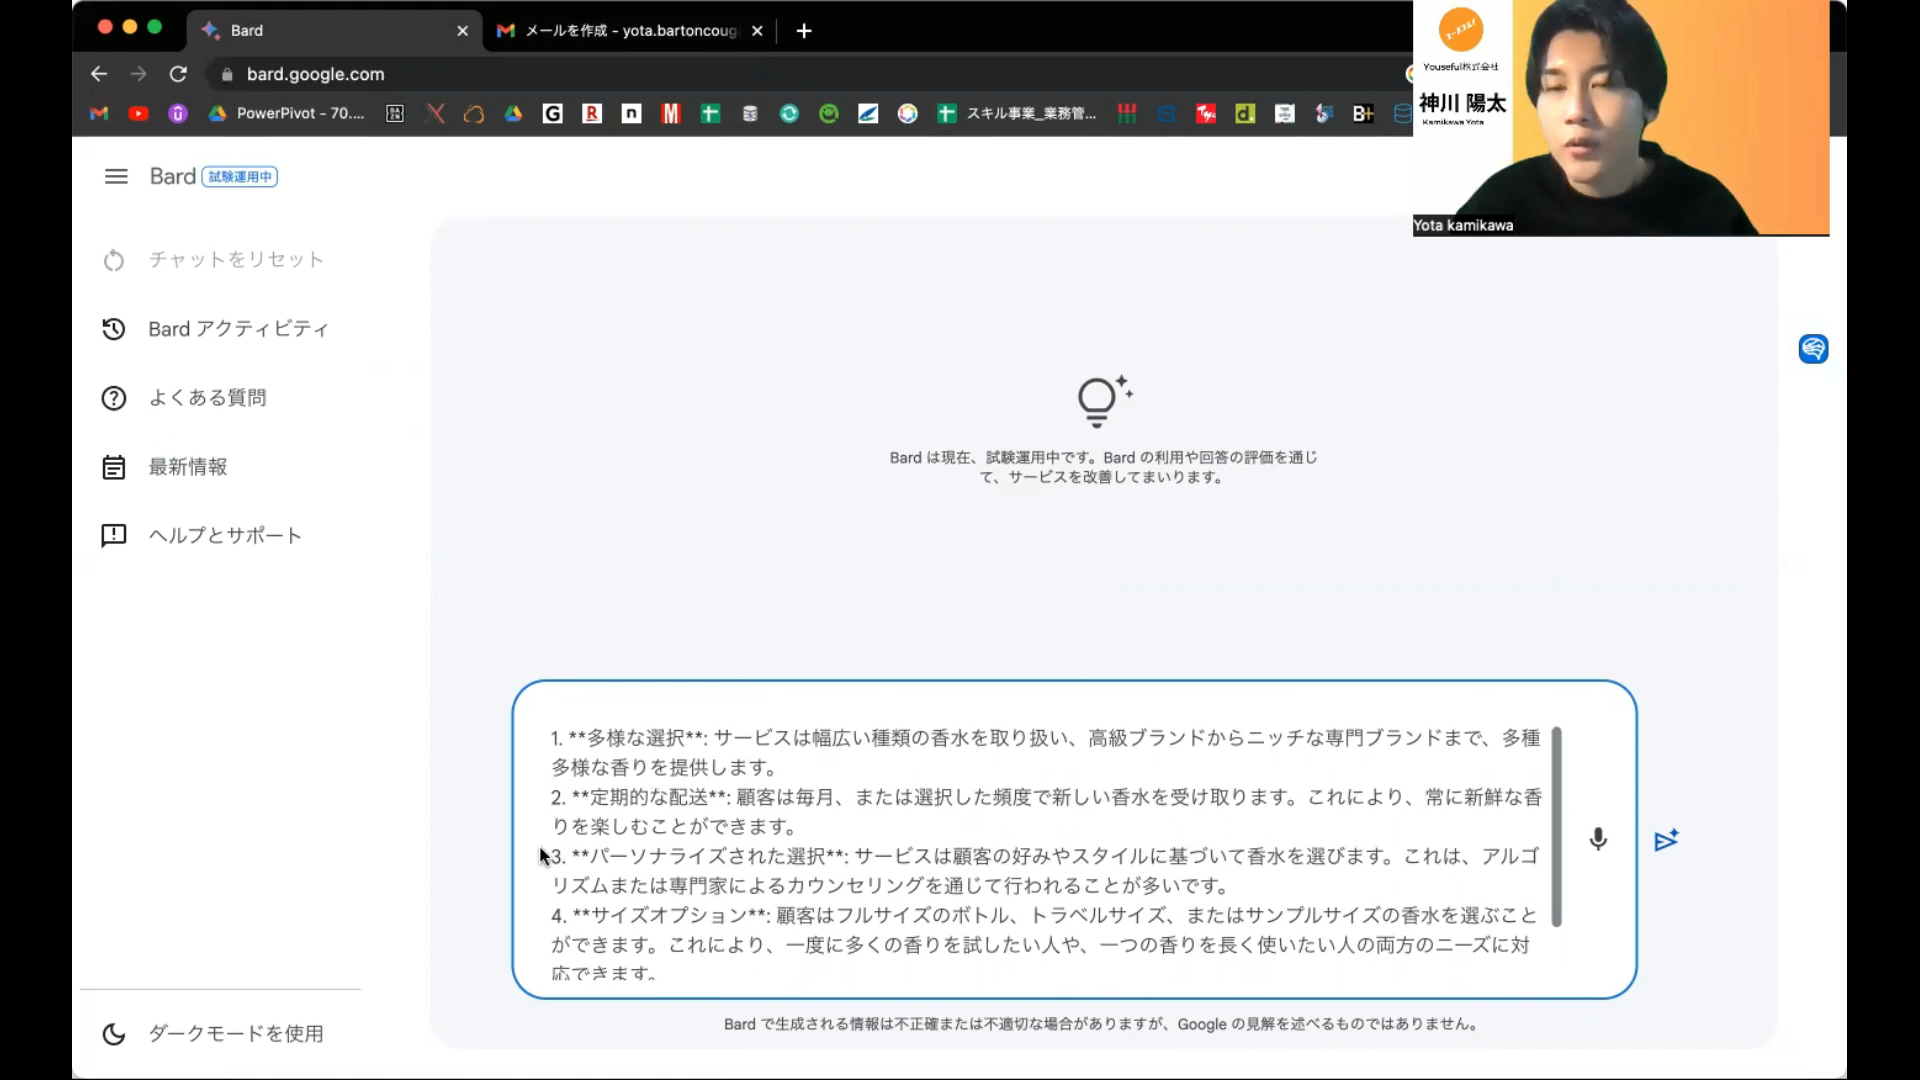 Bard
メールを作成 - yota.bartoncoug
bard.google.com
PowerPivot - 70....
スキル事業_業務管...
Youseful株式会社
神川 陽太
Kamikawa Yota
Yota kamikawa
Bard 試験運用中
チャットをリセット
Bard アクティビティ
よくある質問
最新情報
ヘルプとサポート
ダークモードを使用
Bard は現在、試験運用中です。Bard の利用や回答の評価を通じ
て、サービスを改善してまいります。
1. **多様な選択**: サービスは幅広い種類の香水を取り扱い、高級ブランドからニッチな専門ブランドまで、多種
多様な香りを提供します。
2. **定期的な配送**: 顧客は毎月、または選択した頻度で新しい香水を受け取ります。これにより、常に新鮮な香
りを楽しむことができます。
3. **パーソナライズされた選択**: サービスは顧客の好みやスタイルに基づいて香水を選びます。これは、アルゴ
リズムまたは専門家によるカウンセリングを通じて行われることが多いです。
4. **サイズオプション**: 顧客はフルサイズのボトル、トラベルサイズ、またはサンプルサイズの香水を選ぶこと
ができます。これにより、一度に多くの香りを試したい人や、一つの香りを長く使いたい人の両方のニーズに対
応できます。
Bard で生成される情報は不正確または不適切な場合がありますが、Google の見解を述べるものではありません。